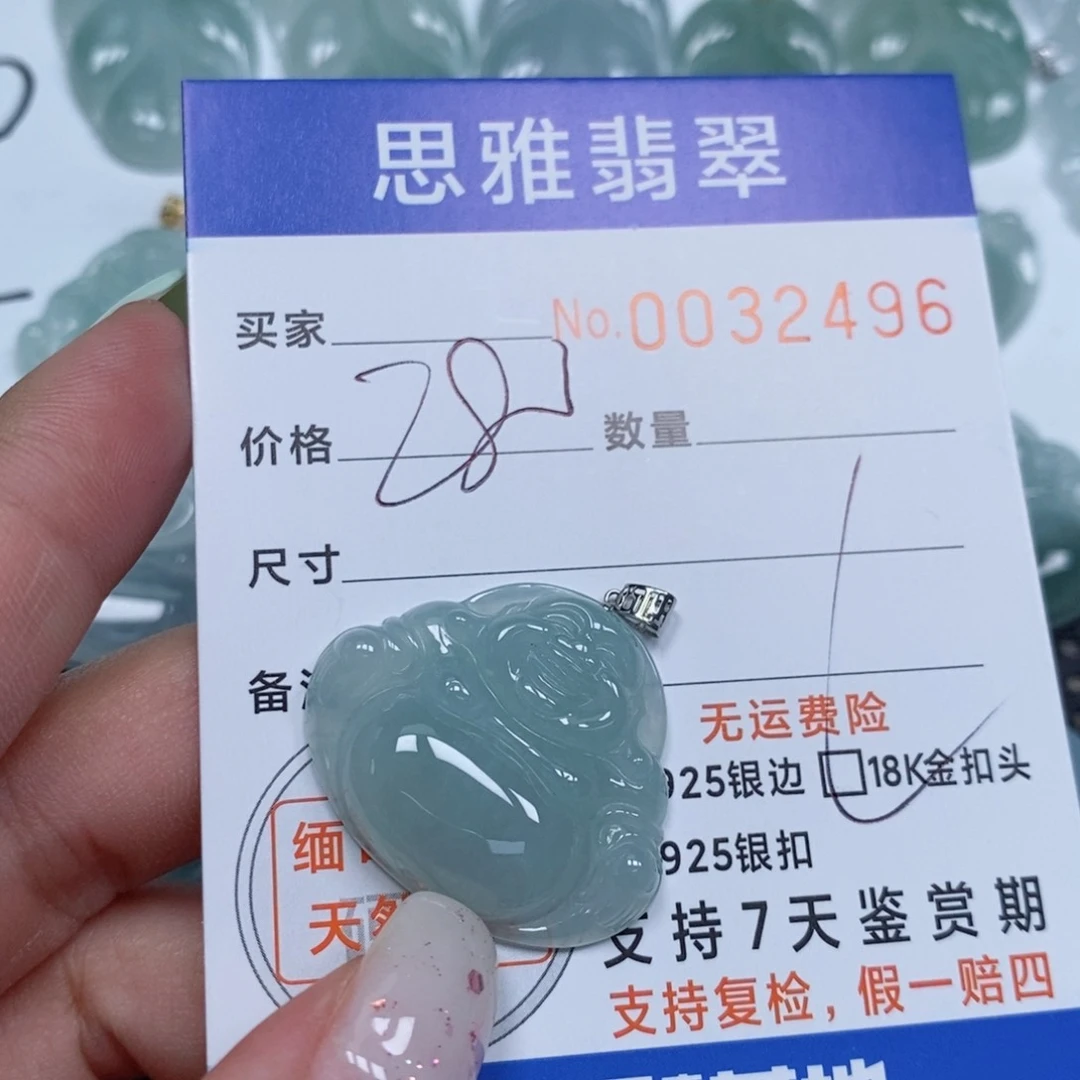 思雅翡翠
No.0032496
买家
价格 数量
尺寸
无运费险
925银边 18K金扣头
925银扣
支持7天鉴赏期
支持复检，假一赔四
缅
天